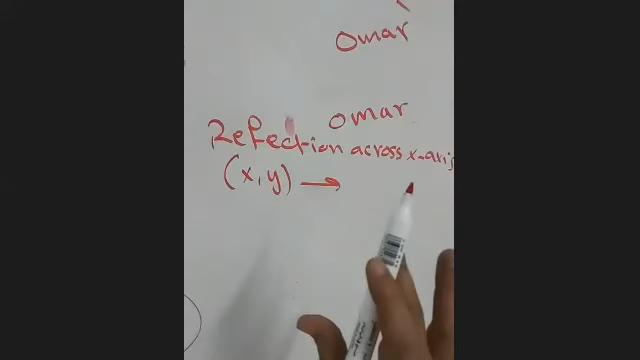 Omar
omar
Refection across x-axis
(x,y) →